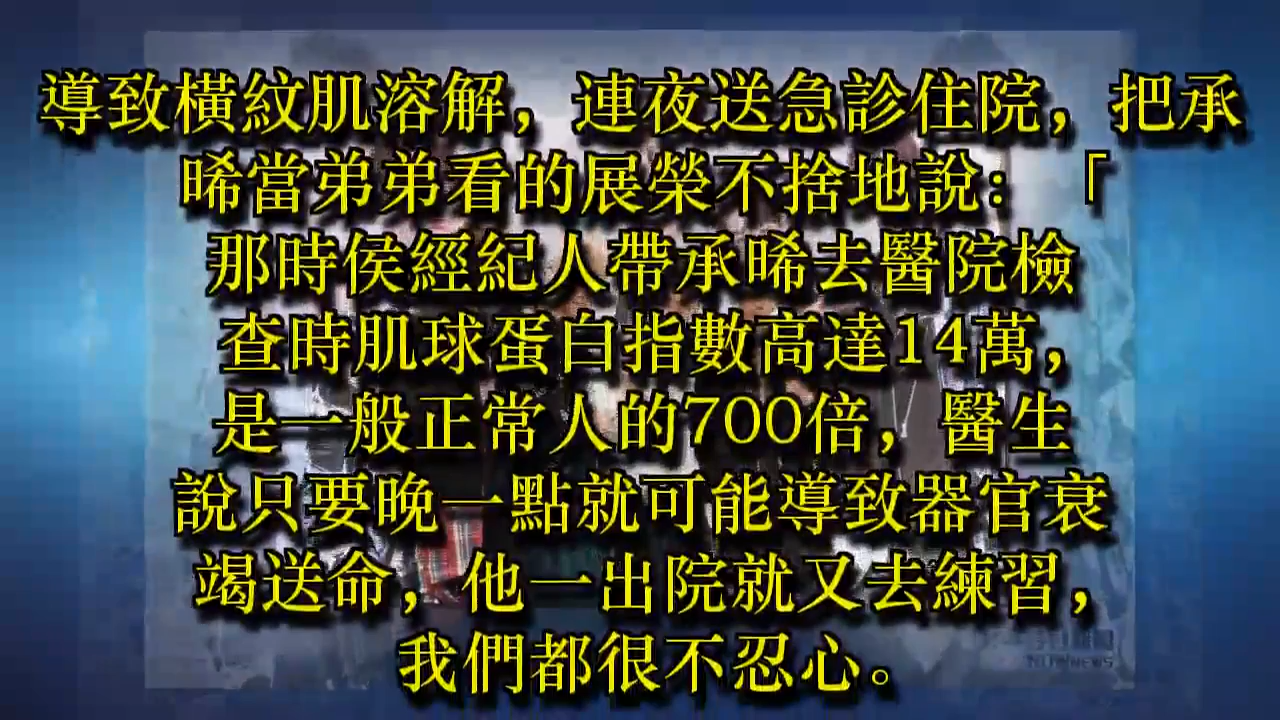 導致橫紋肌溶解，連夜送急診住院，把承
晞當弟弟看的展榮不捨地說：「
那時侯經紀人帶承晞去醫院檢
查時肌球蛋白指數高達14萬，
是一般正常人的700倍，醫生
說只要晚一點就可能導致器官衰
竭送命，他一出院就又去練習，
我們都很不忍心。
NOWNEWS